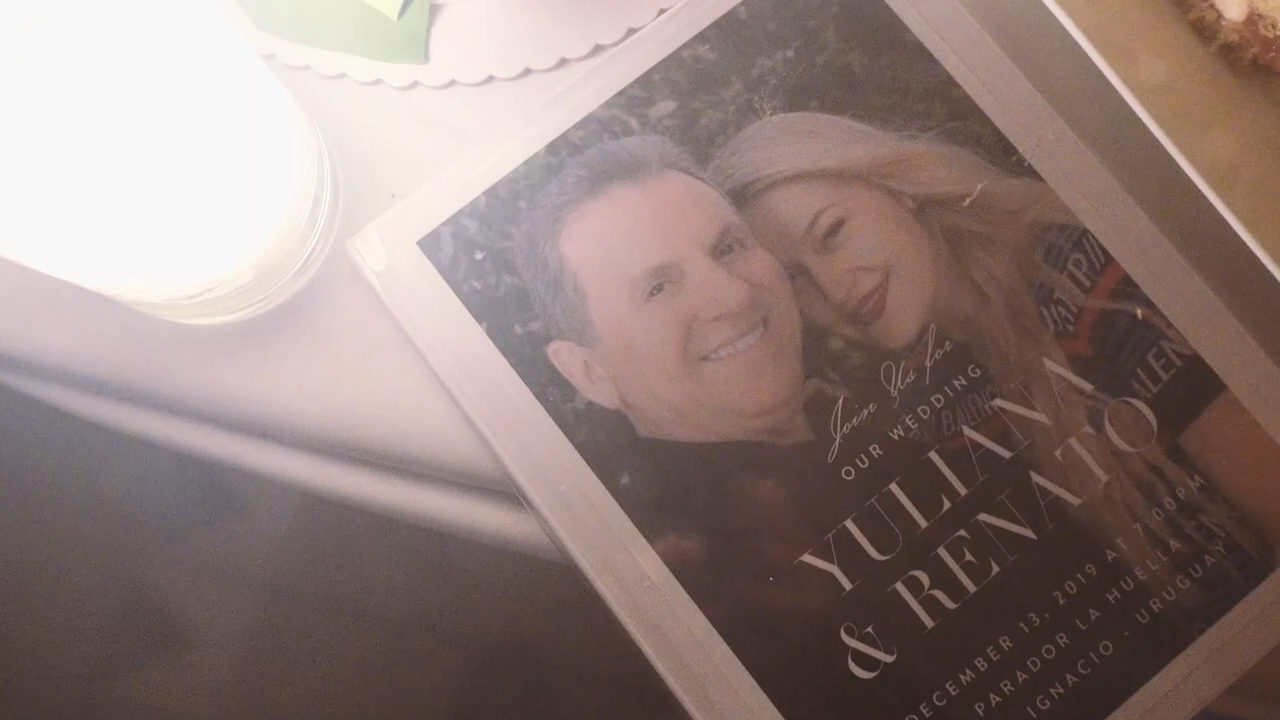 Join Us for
OUR WEDDING
YULIANA
& RENATO
DECEMBER 13, 2019 AT 7:00PM
PARADOR LA HUELLA
IGNACIO - URUGUAY